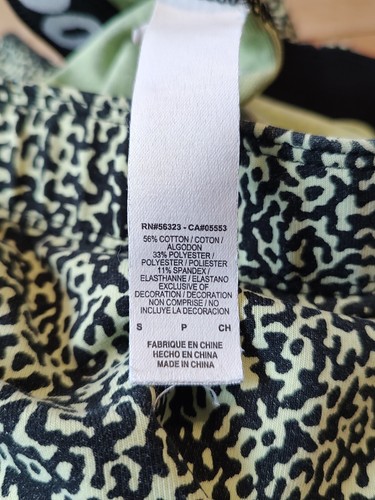 RN#56323 - CA#05553
56% COTTON / COTON /
ALGODON
33% POLYESTER /
POLYESTER / POLIESTER
11% SPANDEX /
ELASTHANNE / ELASTANO
EXCLUSIVE OF
DECORATION / DECORATION
NON COMPRISE / NO
INCLUYE LA DECORACION
S P CH
FABRIQUE EN CHINE
HECHO EN CHINA
MADE IN CHINA